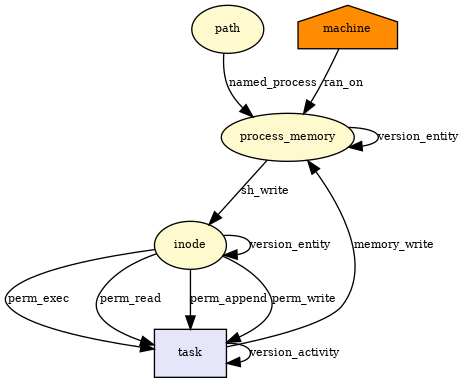 path
machine
named_process
ran_on
process_memory
version_entity
sh_write
inode
version_entity
memory_write
perm_exec
perm_read
perm_append
perm_write
task
version_activity